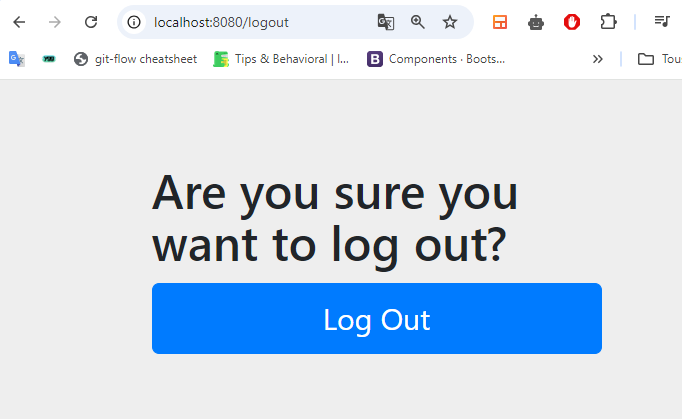 localhost:8080/logout
git-flow cheatsheet Tips & Behavioral | I... Components · Boots... Tous
Are you sure you
want to log out?
Log Out